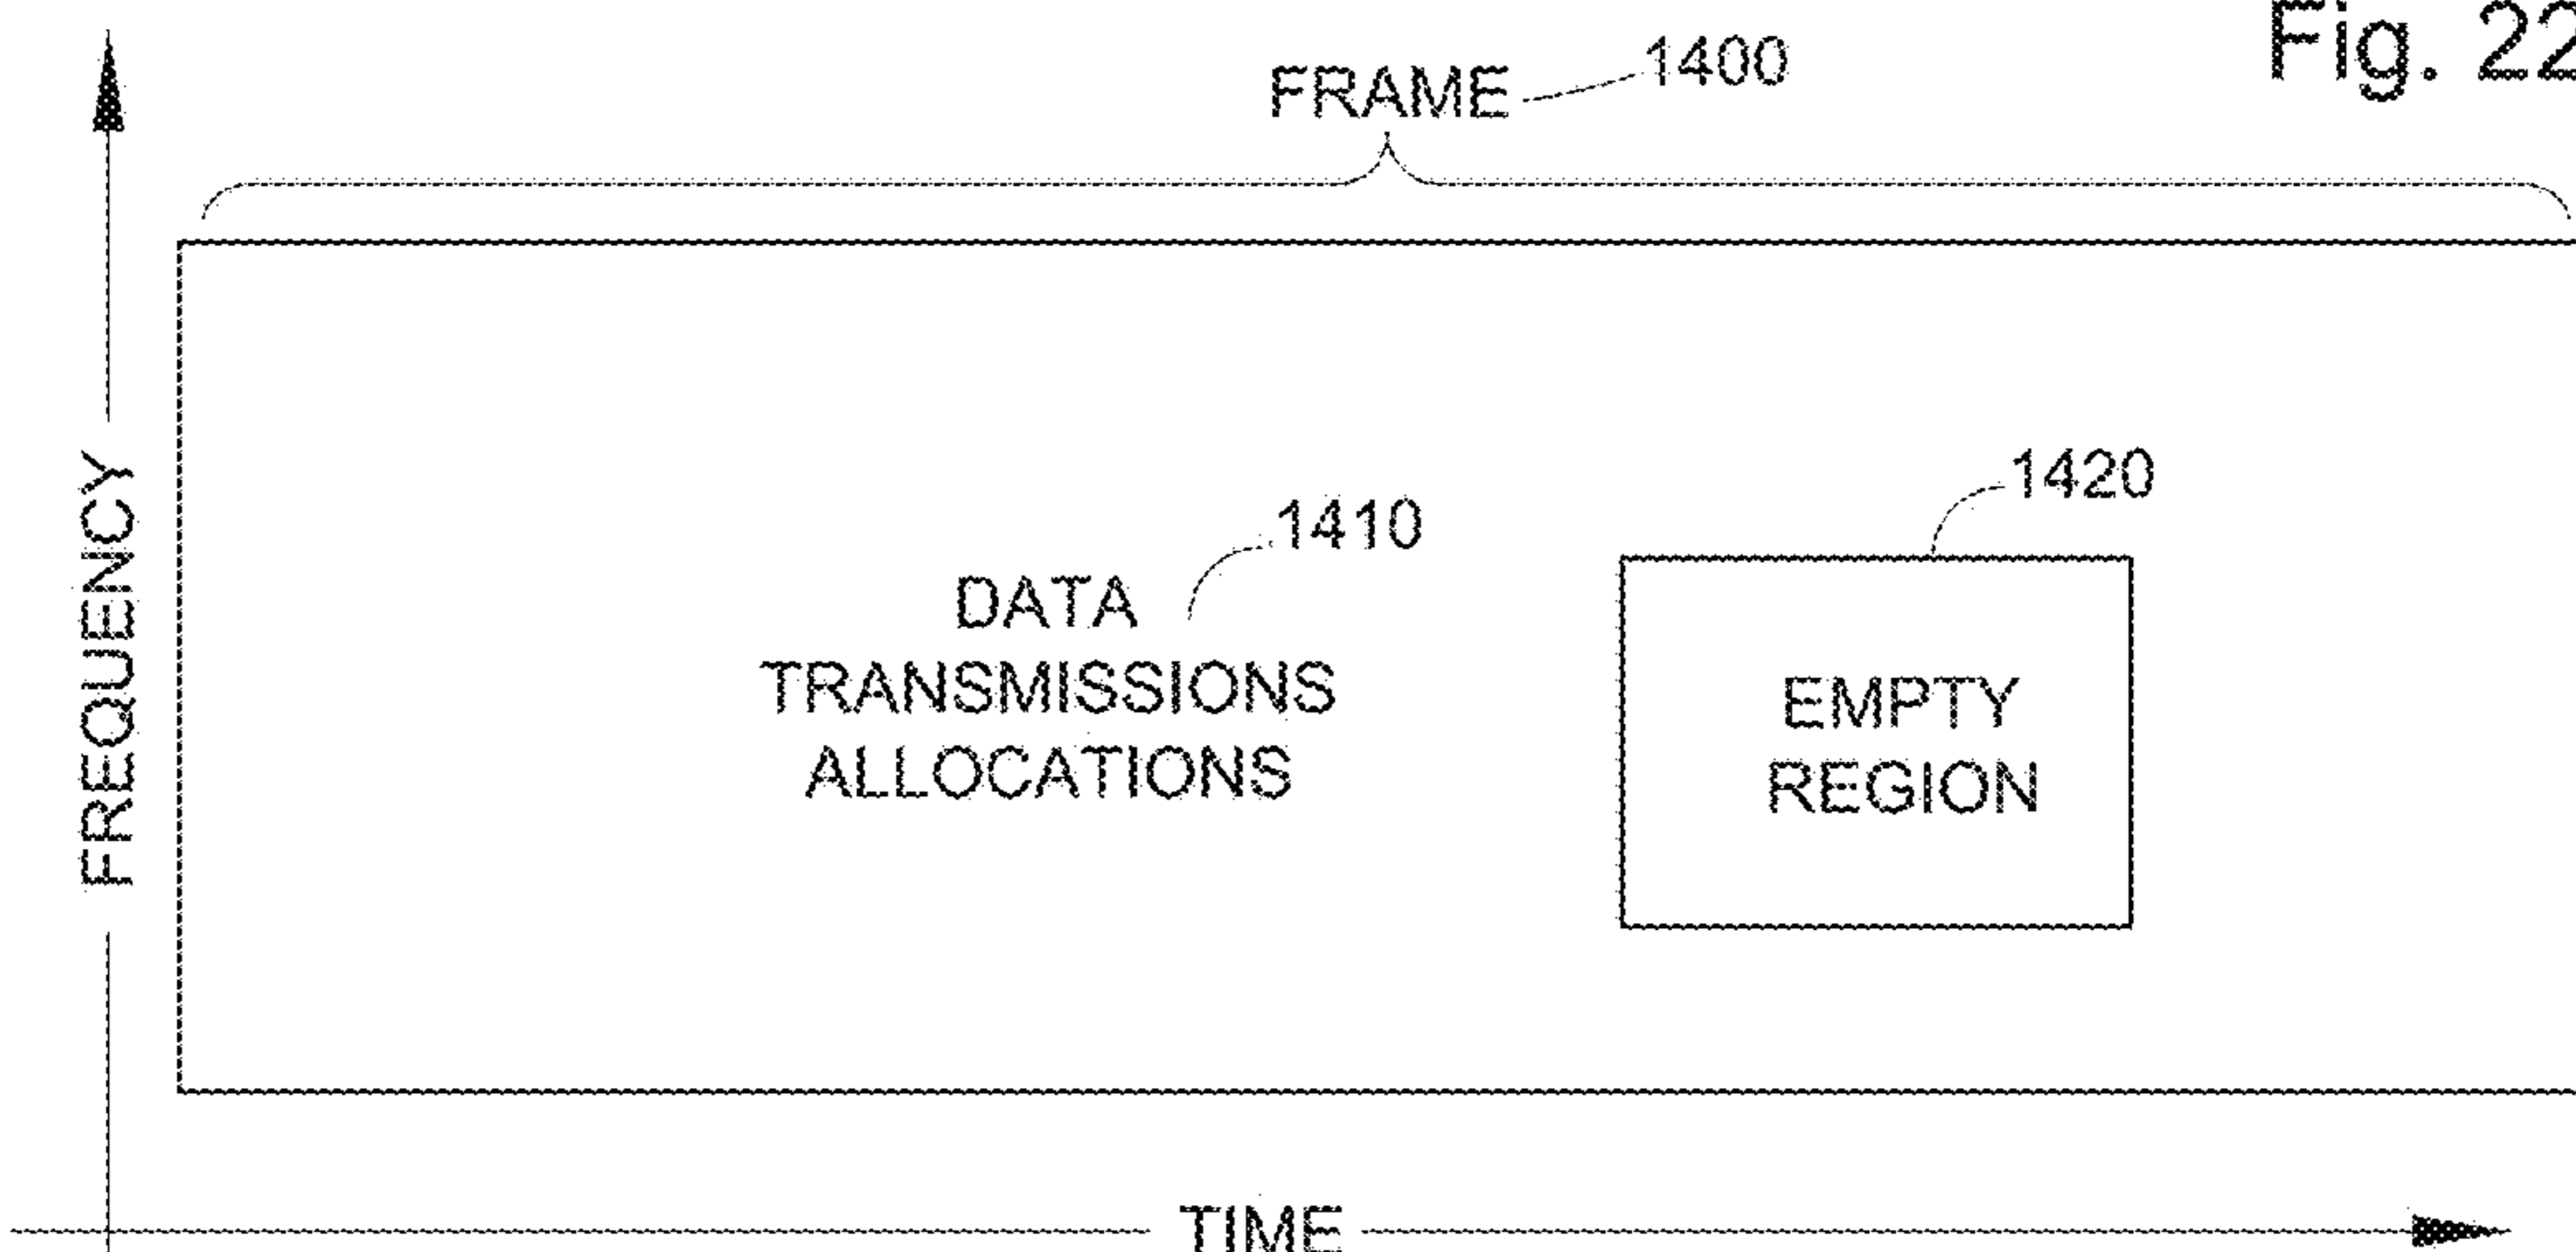 Fig. 22
FRAME 1400
1420
1410
DATA
TRANSMISSIONS
ALLOCATIONS
EMPTY
REGION
FREQUENCY
TIME